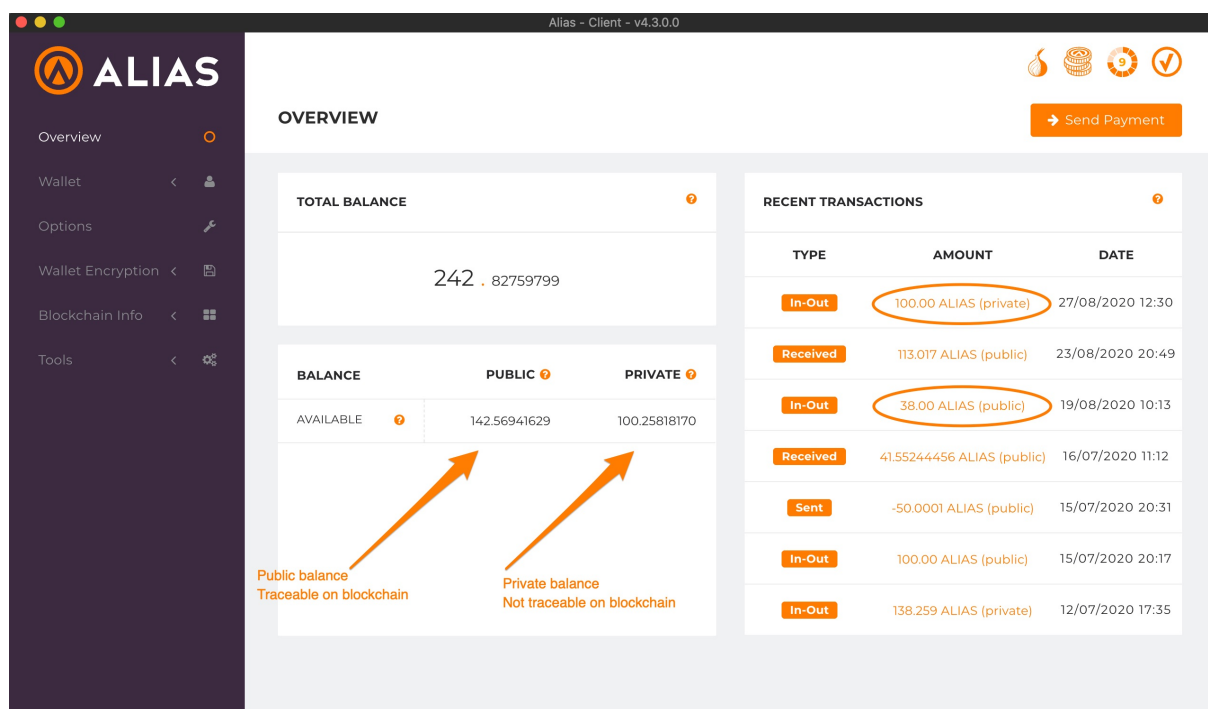 Alias - Client - v4.3.0.0
ALIAS
9
OVERVIEW
Send Payment
Overview
Wallet
Options
Wallet Encryption
Blockchain Info
Tools
TOTAL BALANCE ?
242 . 82759799
BALANCE PUBLIC ? PRIVATE ?
AVAILABLE ? 142.56941629 100.25818170
Public balance
Traceable on blockchain
Private balance
Not traceable on blockchain
RECENT TRANSACTIONS ?
TYPE AMOUNT DATE
In-Out 100.00 ALIAS (private) 27/08/2020 12:30
Received 113.017 ALIAS (public) 23/08/2020 20:49
In-Out 38.00 ALIAS (public) 19/08/2020 10:13
Received 41.55244456 ALIAS (public) 16/07/2020 11:12
Sent -50.0001 ALIAS (public) 15/07/2020 20:31
In-Out 100.00 ALIAS (public) 15/07/2020 20:17
In-Out 138.259 ALIAS (private) 12/07/2020 17:35